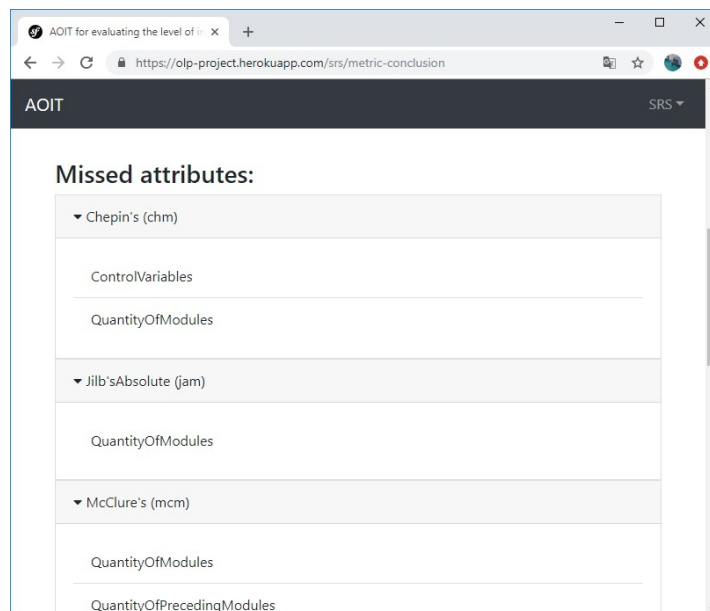 AOIT for evaluating the level of i
https://olp-project.herokuapp.com/srs/metric-conclusion
AOIT
SRS
Missed attributes:
Chepin's (chm)
ControlVariables
QuantityOfModules
Jilb'sAbsolute (jam)
QuantityOfModules
McClure's (mcm)
QuantityOfModules
QuantityOfPrecedingModules